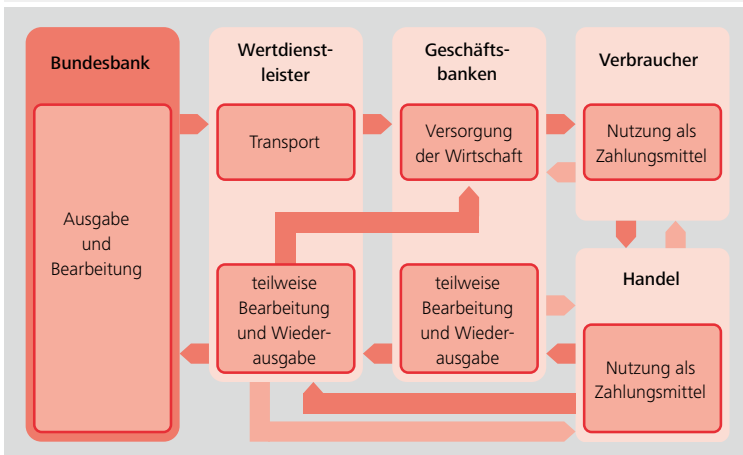 Bundesbank
Ausgabe
und
Bearbeitung
Wertdienst-
leister
Transport
teilweise
Bearbeitung
und Wieder-
ausgabe
Geschäfts-
banken
Versorgung
der Wirtschaft
teilweise
Bearbeitung
und Wieder-
ausgabe
Verbraucher
Nutzung als
Zahlungsmittel
Handel
Nutzung als
Zahlungsmittel